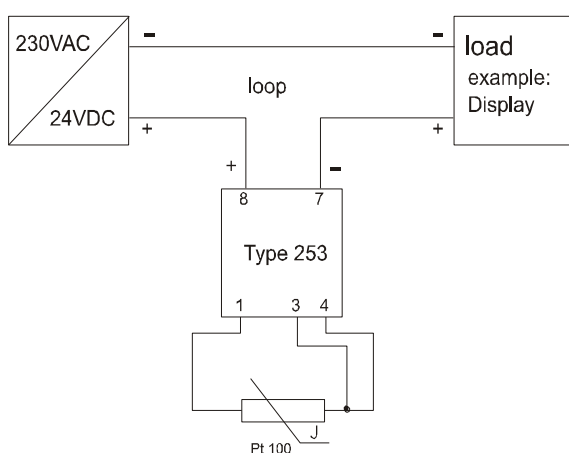 230VAC
24VDC
-
+
loop
-
+
load
example:
Display
+
-
8
7
Type 253
1
3
4
J
Pt 100